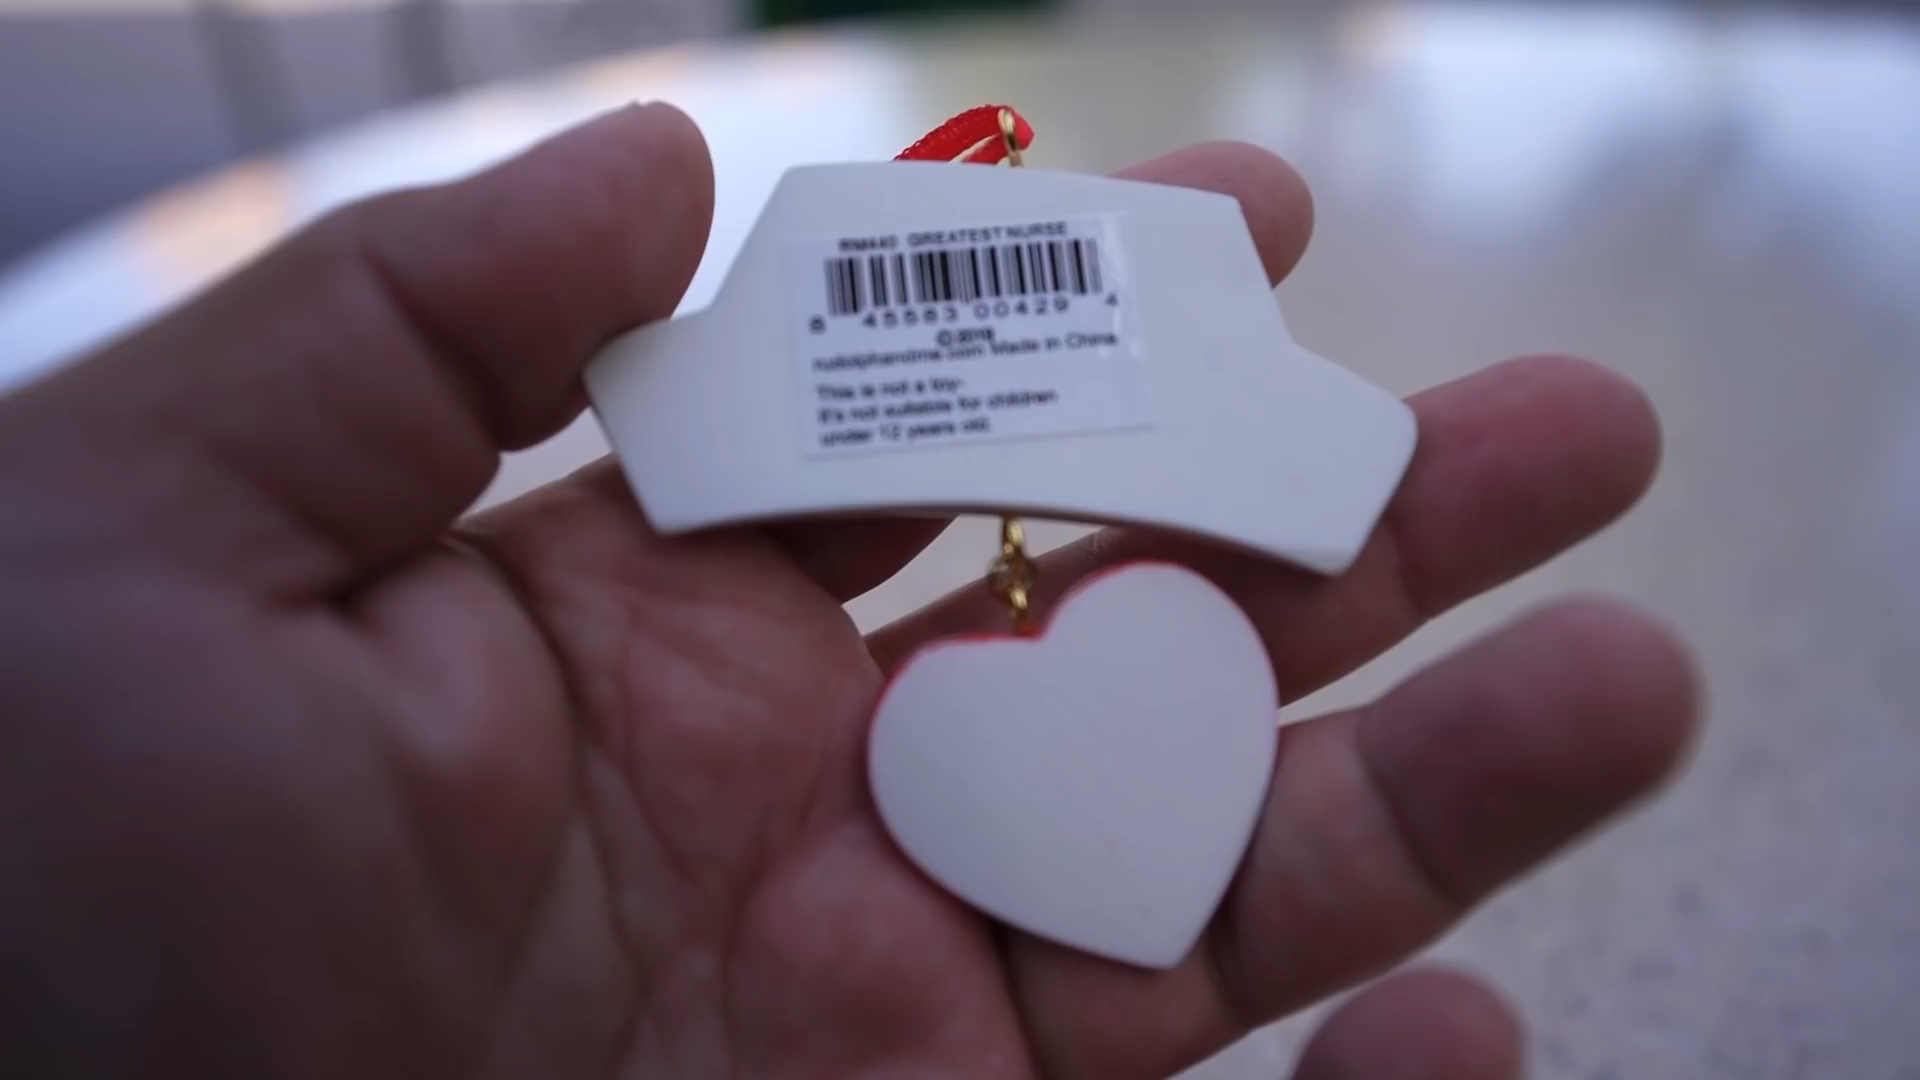 RM440 GREATEST NURSE
8 45583 00429 4
©2019
rudolphandme.com Made in China
This is not a toy-
It's not suitable for children
under 12 years old.